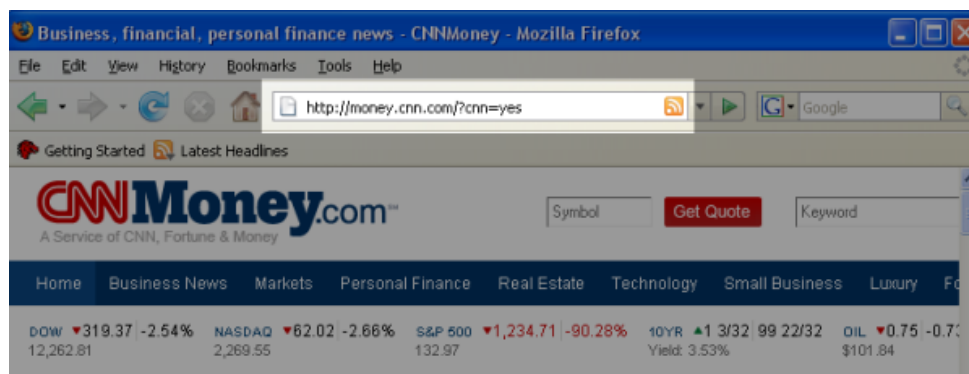 Business, financial, personal finance news - CNNMoney - Mozilla Firefox
File Edit View History Bookmarks Tools Help
http://money.cnn.com/?cnn=yes G Google
Getting Started Latest Headlines
CNNMoney.com™ Symbol Get Quote Keyword
A Service of CNN, Fortune & Money
Home Business News Markets Personal Finance Real Estate Technology Small Business Luxury Fo
DOW ▼319.37 -2.54% NASDAQ ▼62.02 -2.66% S&P 500 ▼1,234.71 -90.28% 10YR ▲1 3/32 99 22/32 OIL ▼0.75 -0.73
12,262.81 2,269.55 132.97 Yield: 3.53% $101.84